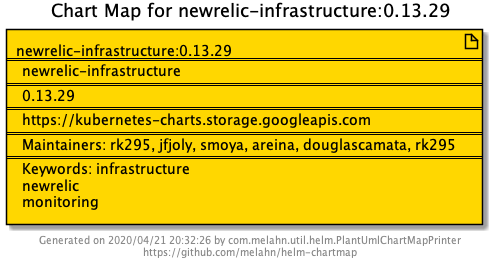 Chart Map for newrelic-infrastructure:0.13.29
newrelic-infrastructure:0.13.29
newrelic-infrastructure
0.13.29
https://kubernetes-charts.storage.googleapis.com
Maintainers: rk295, jfjoly, smoya, areina, douglascamata, rk295
Keywords: infrastructure
newrelic
monitoring
Generated on 2020/04/21 20:32:26 by com.melahn.util.helm.PlantUmlChartMapPrinter
https://github.com/melahn/helm-chartmap